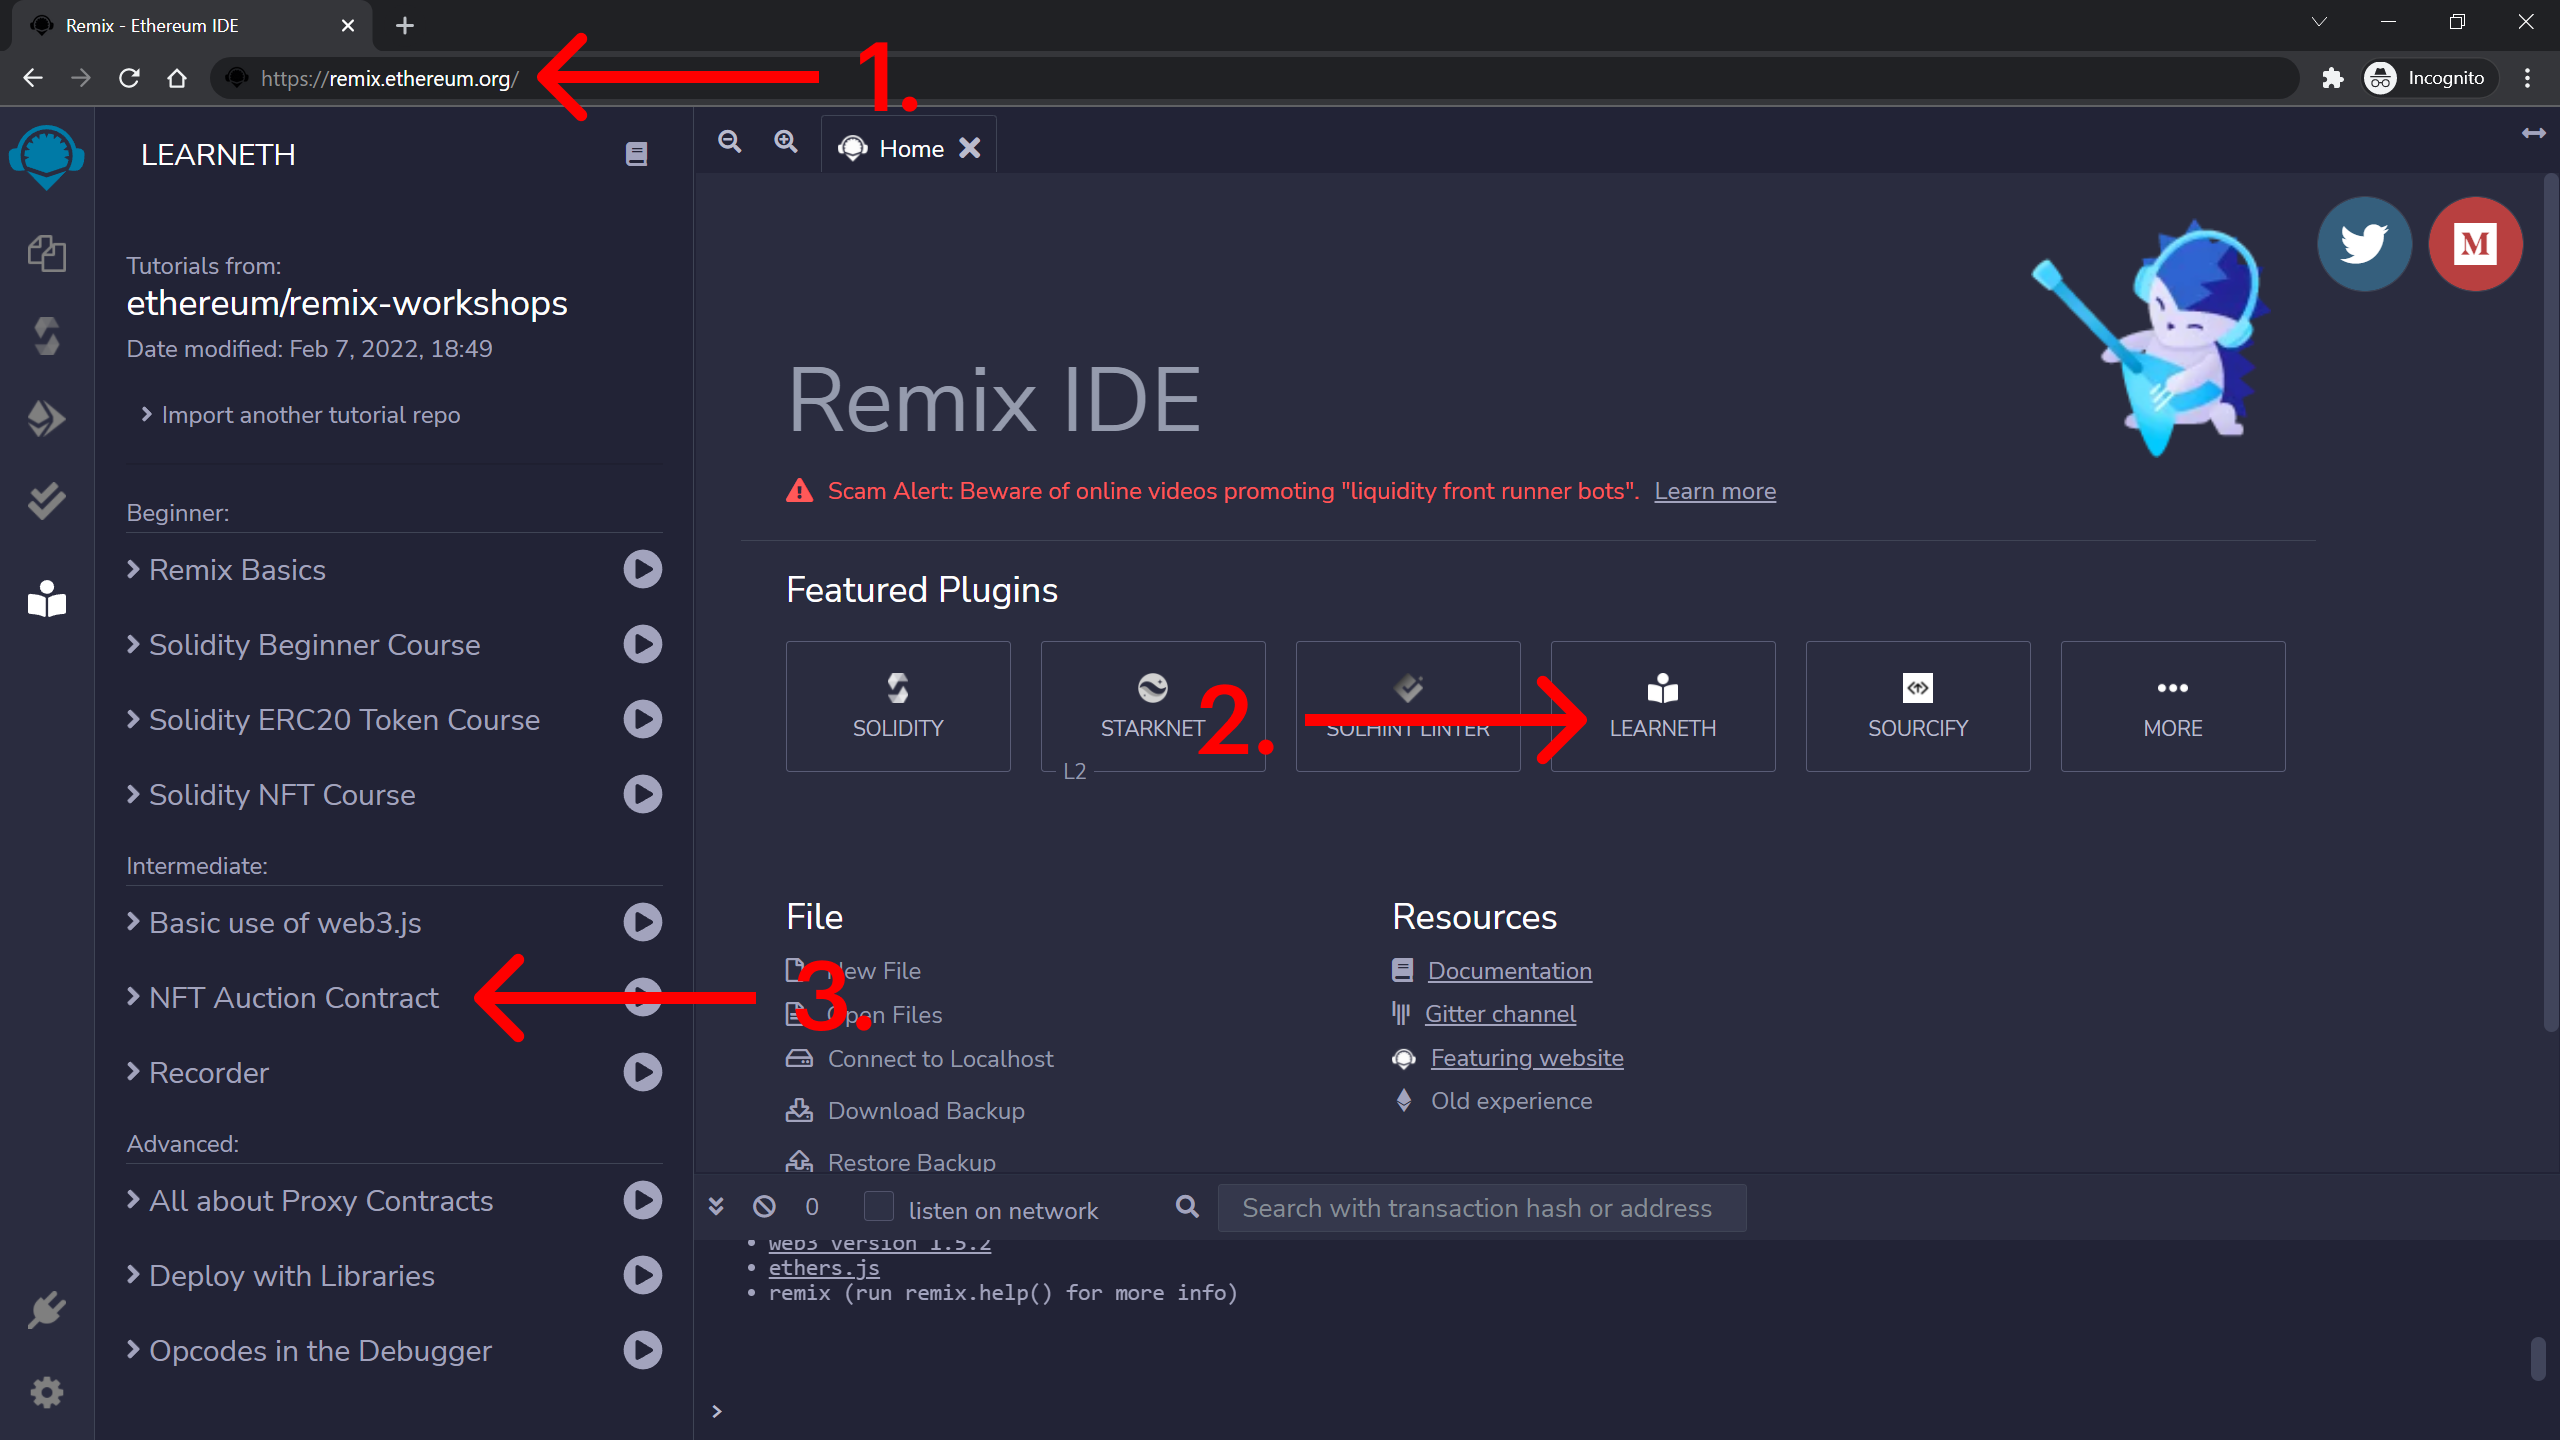 Remix - Ethereum IDE
https://remix.ethereum.org/
1.
Incognito
LEARNETH
Tutorials from:
ethereum/remix-workshops
Date modified: Feb 7, 2022, 18:49
Import another tutorial repo
Beginner:
Remix Basics
Solidity Beginner Course
Solidity ERC20 Token Course
Solidity NFT Course
Intermediate:
Basic use of web3.js
NFT Auction Contract
Recorder
Advanced:
All about Proxy Contracts
Deploy with Libraries
Opcodes in the Debugger
Home
M
Remix IDE
Scam Alert: Beware of online videos promoting "liquidity front runner bots". Learn more
Featured Plugins
SOLIDITY
STARKNET
L2
2.
SOLHINT LINTER
LEARNETH
SOURCIFY
MORE
File
New File
3.
Open Files
Connect to Localhost
Download Backup
Restore Backup
Resources
Documentation
Gitter channel
Featuring website
Old experience
0
listen on network
Search with transaction hash or address
• web3 version 1.5.2
• ethers.js
• remix (run remix.help() for more info)
>